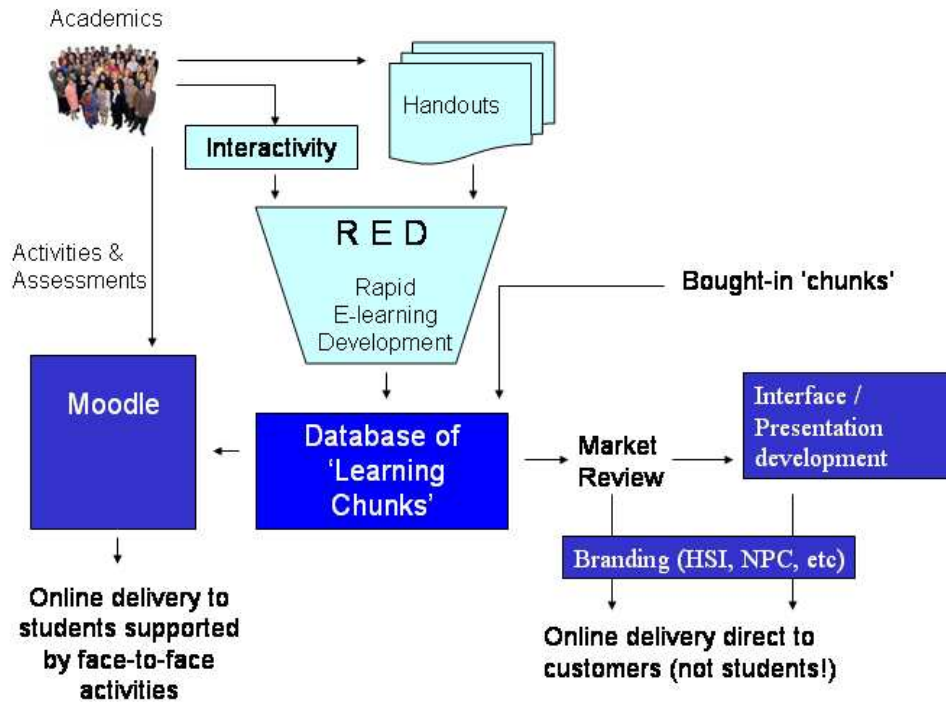 Academics
Handouts
Interactivity
R E D
Rapid
E-learning
Development
Activities &
Assessments
Bought-in 'chunks'
Moodle
Database of
‘Learning
Chunks’
Market
Review
Interface /
Presentation
development
Branding (HSI, NPC, etc)
Online delivery to
students supported
by face-to-face
activities
Online delivery direct to
customers (not students!)